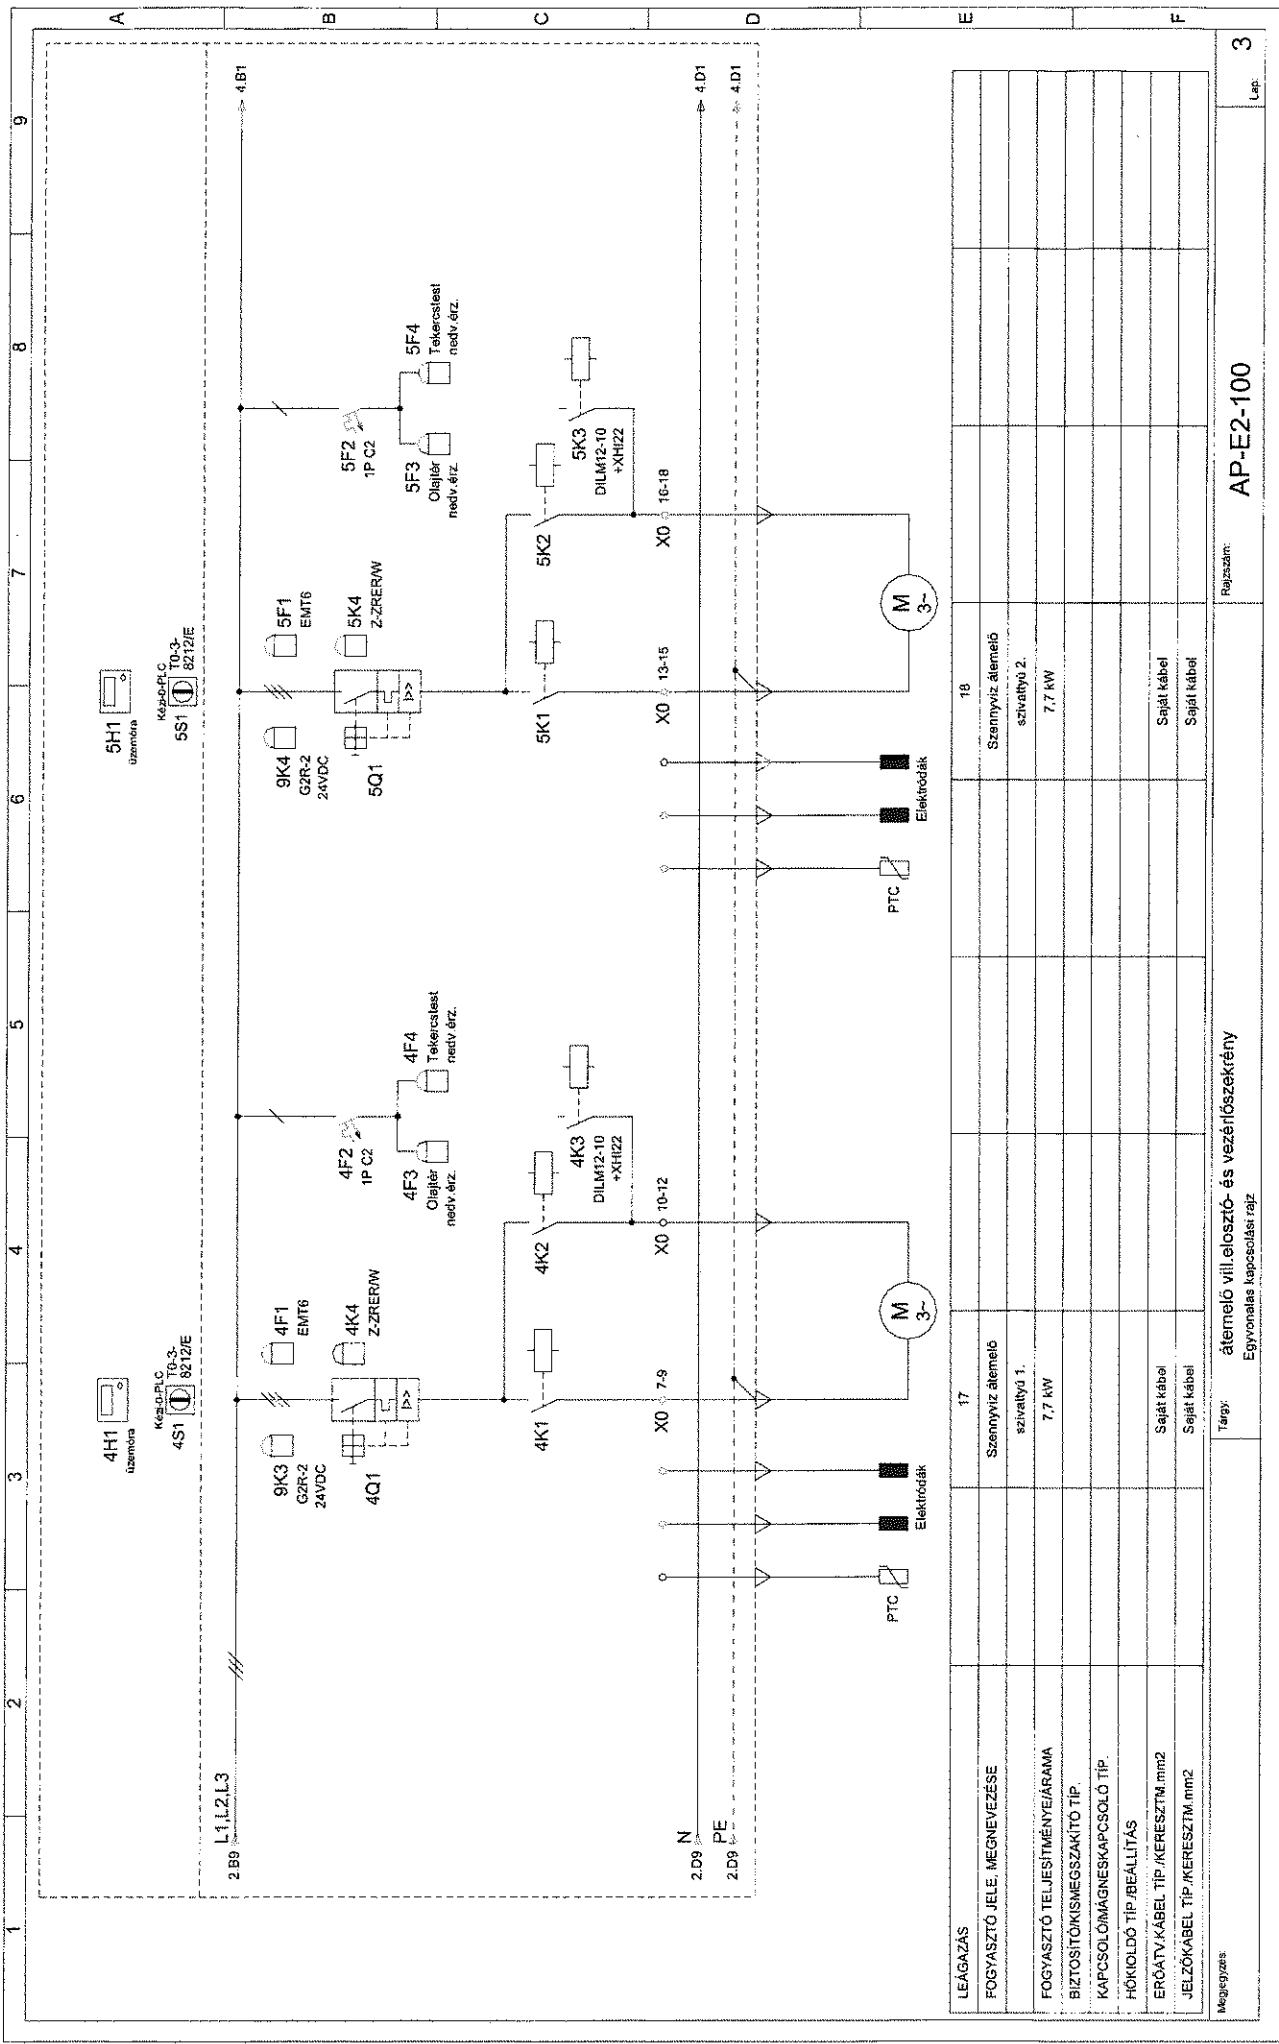 1 2 3 4 5 6 7 8 9
A
B
C
D
E
F
4H1
üzemóra
Kézi-0-PLC
4S1
T0-3-
8212/E
5H1
üzemóra
Kézi-0-PLC
5S1
T0-3-
8212/E
2.B9
L1,L2,L3
4.B1
9K3
G2R-2
24VDC
4F1
EMT6
4K4
Z-ZRER/W
4Q1
I>>
4F2
1P C2
4F3
Olajtér
nedv.érz.
4F4
Tekercstest
nedv.érz.
9K4
G2R-2
24VDC
5F1
EMT6
5K4
Z-ZRER/W
5Q1
I>>
5F2
1P C2
5F3
Olajtér
nedv.érz.
5F4
Tekercstest
nedv.érz.
4K1
4K2
4K3
DILM12-10
+XHI22
5K1
5K2
5K3
DILM12-10
+XHI22
X0 7-9
X0 10-12
X0 13-15
X0 16-18
2.D9
N
4.D1
2.D9
PE
4.D1
PTC
Elektródák
M
3~
PTC
Elektródák
M
3~
LEÁGAZÁS 17 18
FOGYASZTÓ JELE, MEGNEVEZÉSE Szennyvíz átemelő Szennyvíz átemelő
szivattyú 1. szivattyú 2.
FOGYASZTÓ TELJESÍTMÉNYE/ÁRAMA 7,7 kW 7,7 kW
BIZTOSÍTÓ/KISMEGSZAKÍTÓ TÍP.
KAPCSOLÓ/MÁGNESKAPCSOLÓ TÍP.
HŐKIOLDÓ TÍP./BEÁLLÍTÁS
ERŐÁTV.KÁBEL TÍP./KERESZTM.mm2 Saját kábel Saját kábel
JELZŐKÁBEL TÍP./KERESZTM.mm2 Saját kábel Saját kábel
Megjegyzés:
Tárgy:
átemelő vill.elosztó- és vezérlőszekrény
Egyvonalas kapcsolási rajz
Rajzszám:
AP-E2-100
Lap:
3